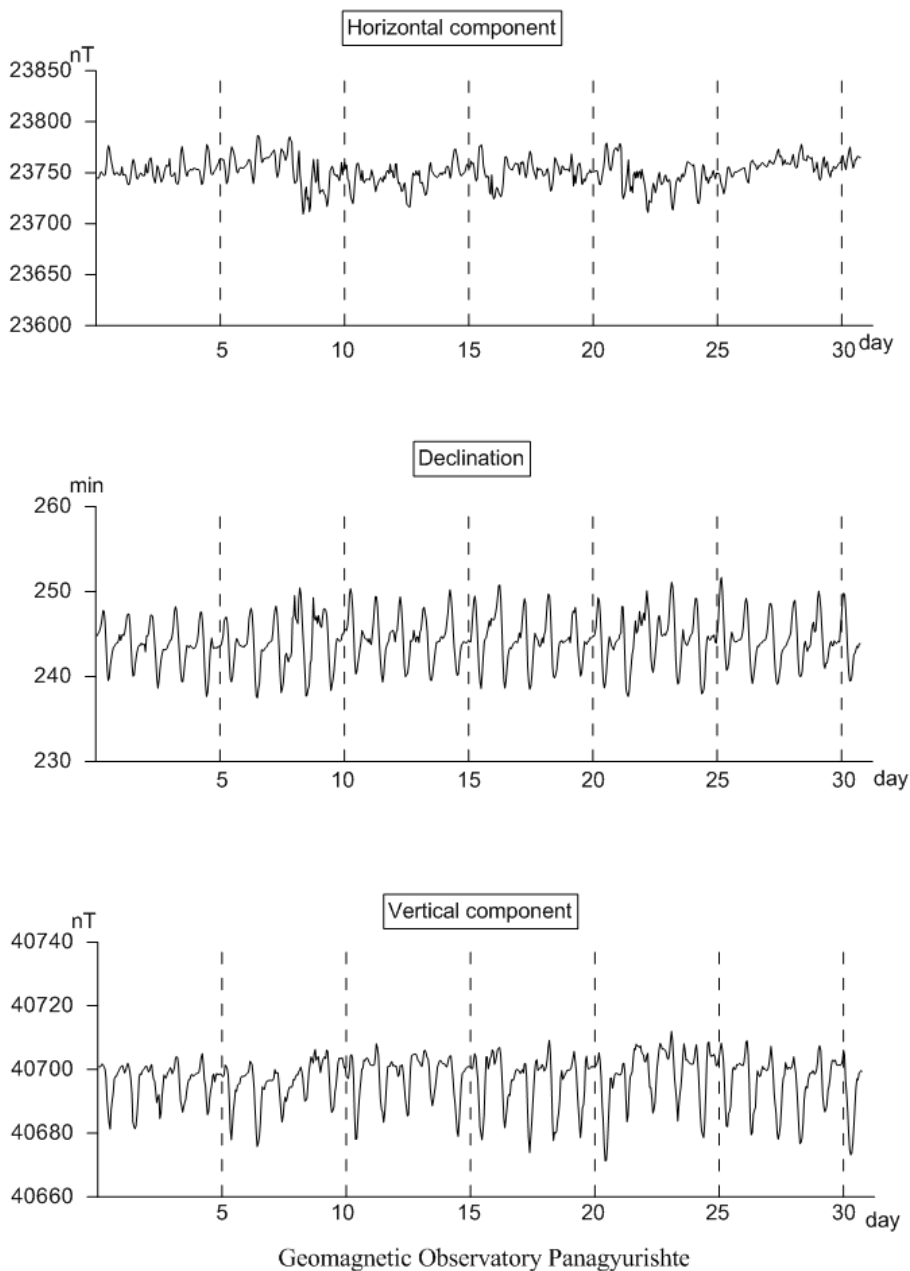 Horizontal component
nT
23850
23800
23750
23700
23650
23600
5 10 15 20 25 30 day
Declination
min
260
250
240
230
5 10 15 20 25 30 day
Vertical component
nT
40740
40720
40700
40680
40660
5 10 15 20 25 30 day
Geomagnetic Observatory Panagyurishte